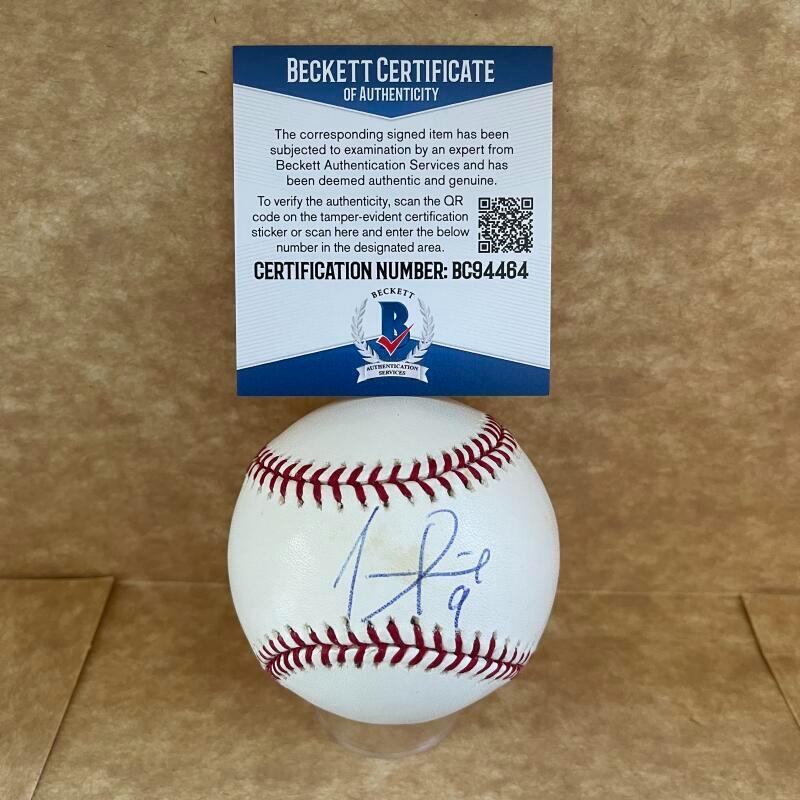 BECKETT CERTIFICATE
OF AUTHENTICITY
The corresponding signed item has been
subjected to examination by an expert from
Beckett Authentication Services and has
been deemed authentic and genuine.
To verify the authenticity, scan the QR
code on the tamper-evident certification
sticker or scan here and enter the below
number in the designated area.
CERTIFICATION NUMBER: BC94464
BECKETT
B
AUTHENTICATION
SERVICES
9